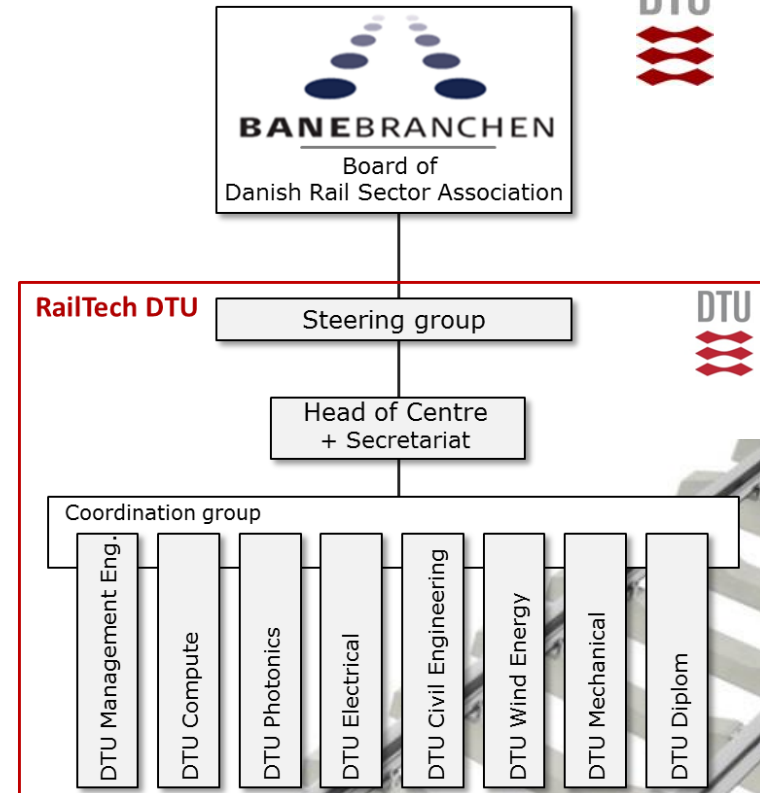 DTU
BANEBRANCHEN
Board of
Danish Rail Sector Association
RailTech DTU
DTU
Steering group
Head of Centre
+ Secretariat
Coordination group
DTU Management Eng.
DTU Compute
DTU Photonics
DTU Electrical
DTU Civil Engineering
DTU Wind Energy
DTU Mechanical
DTU Diplom